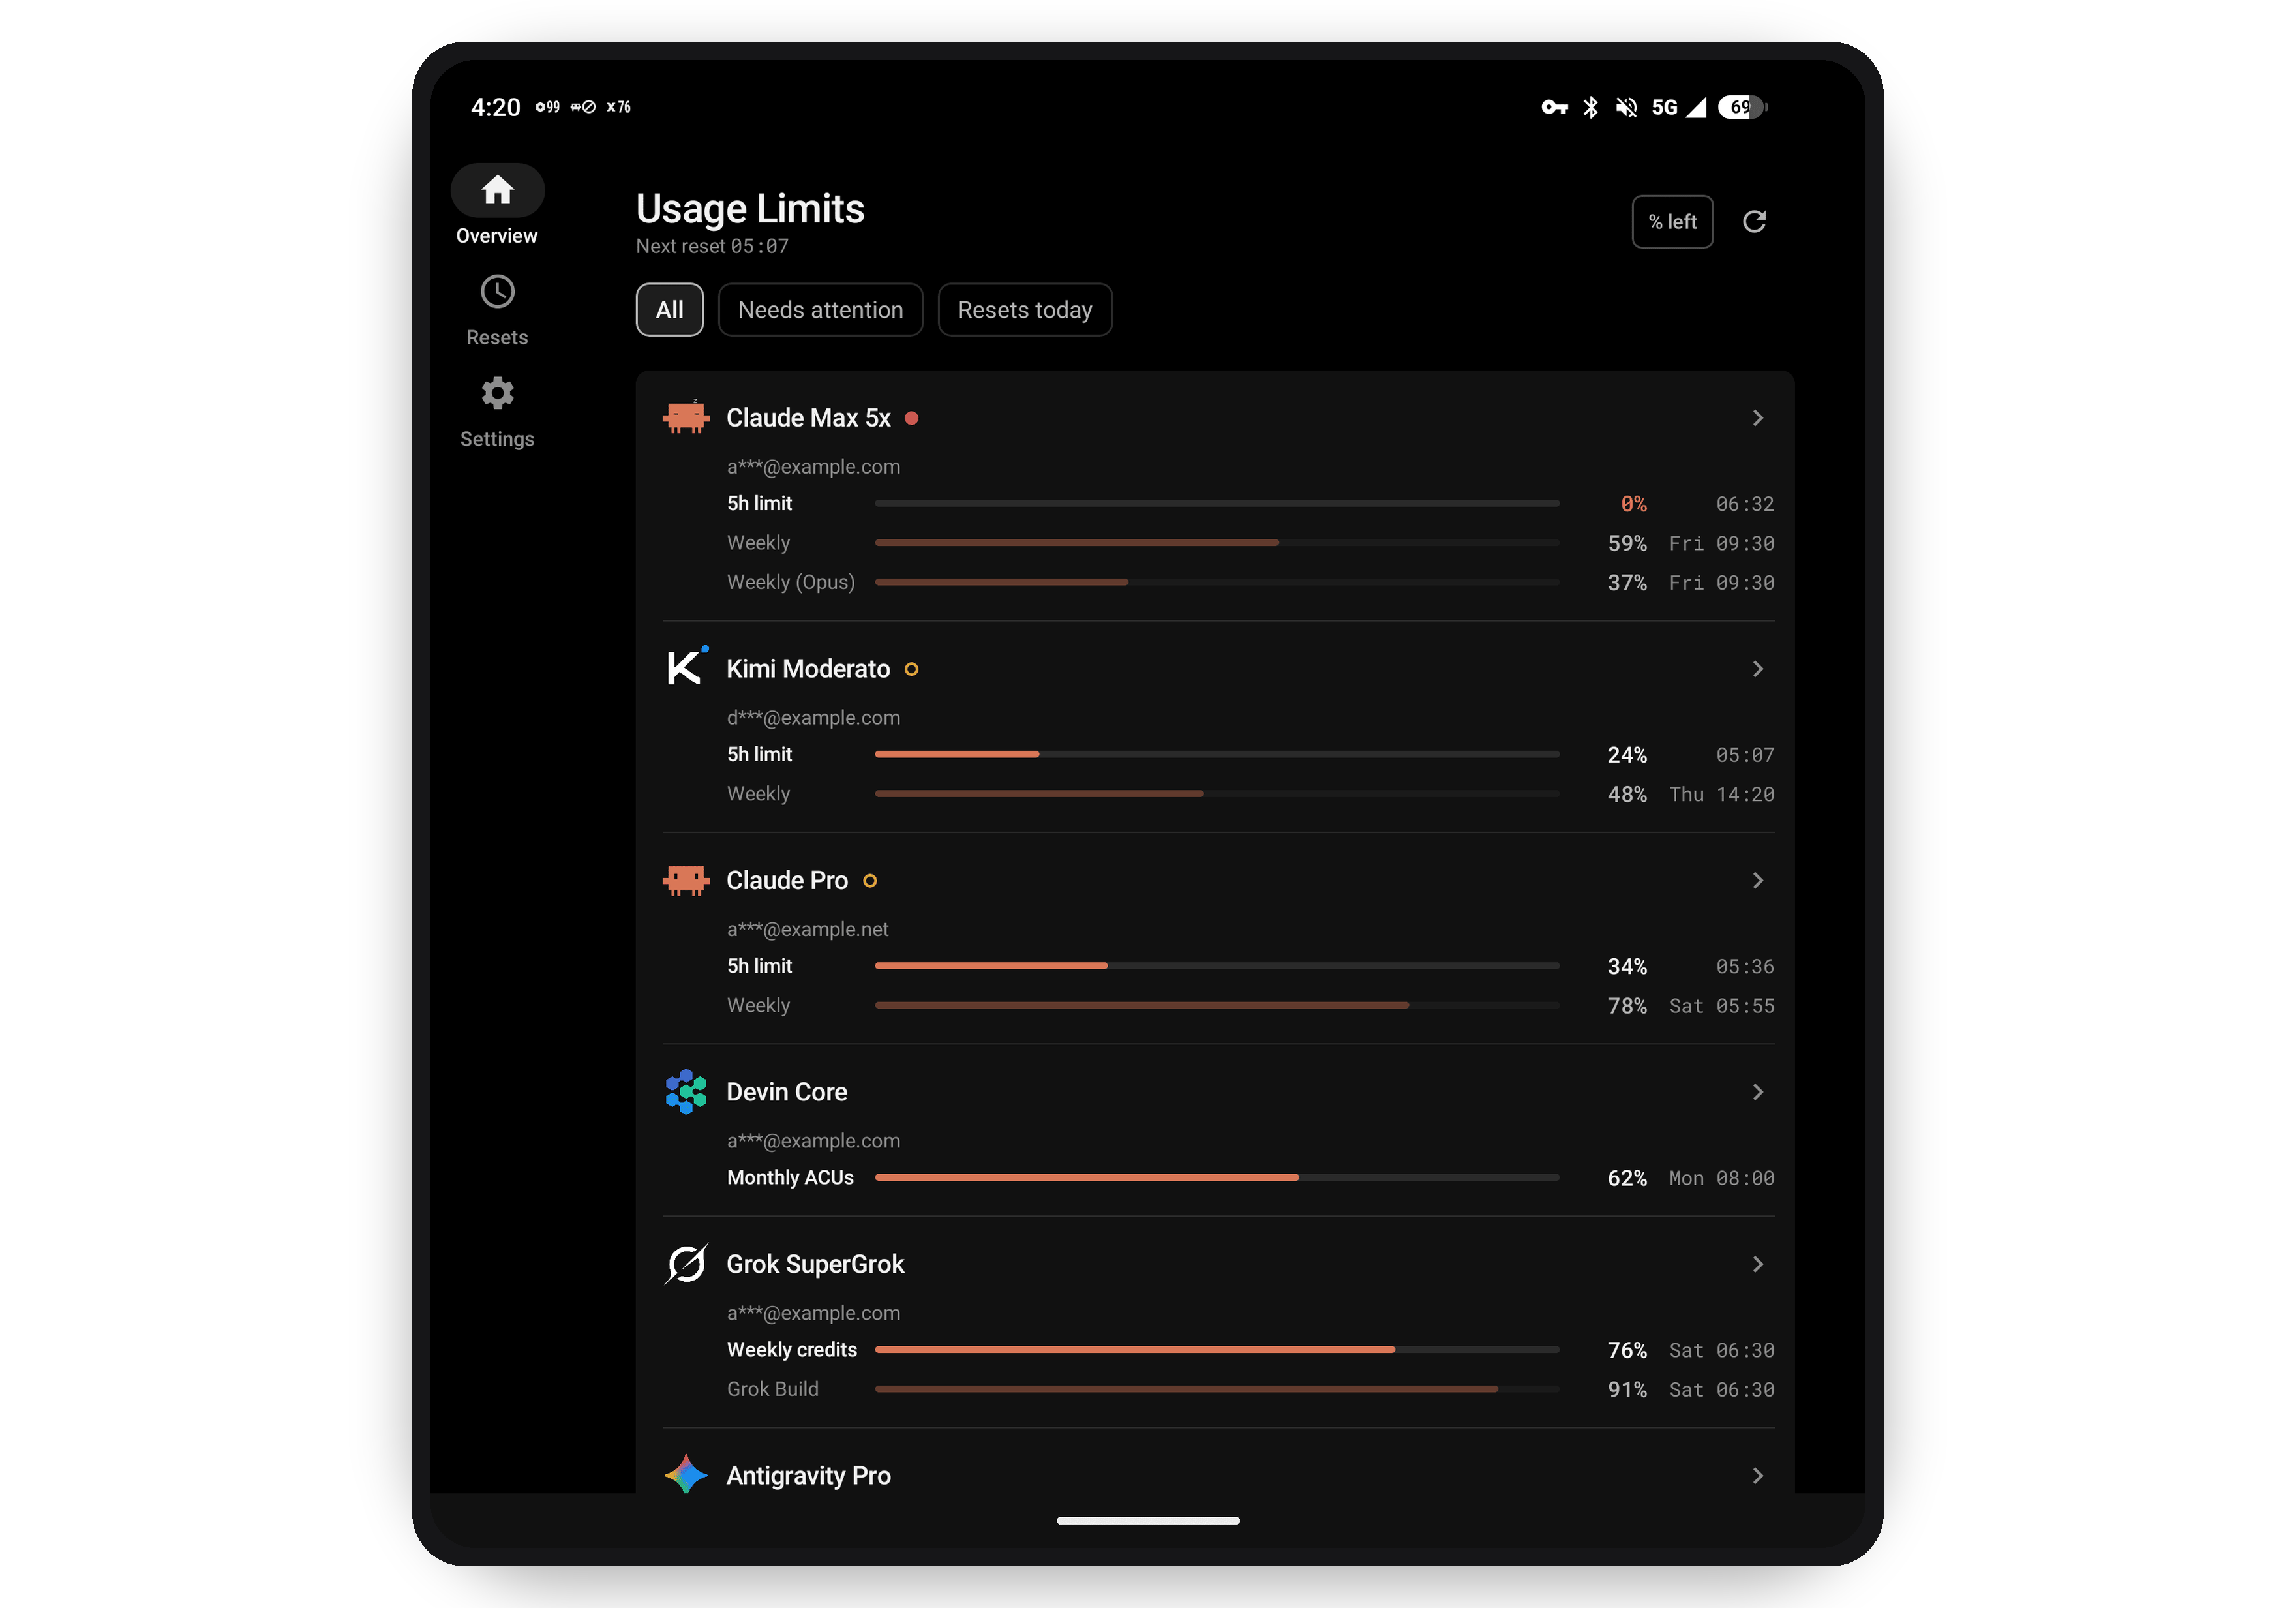 4:20 99 x 76 5G 69
Overview
Resets
Settings
Usage Limits
Next reset 05:07
% left
All Needs attention Resets today
z
Claude Max 5x
a***@example.com
5h limit 0% 06:32
Weekly 59% Fri 09:30
Weekly (Opus) 37% Fri 09:30
Kimi Moderato
d***@example.com
5h limit 24% 05:07
Weekly 48% Thu 14:20
Claude Pro
a***@example.net
5h limit 34% 05:36
Weekly 78% Sat 05:55
Devin Core
a***@example.com
Monthly ACUs 62% Mon 08:00
Grok SuperGrok
a***@example.com
Weekly credits 76% Sat 06:30
Grok Build 91% Sat 06:30
Antigravity Pro